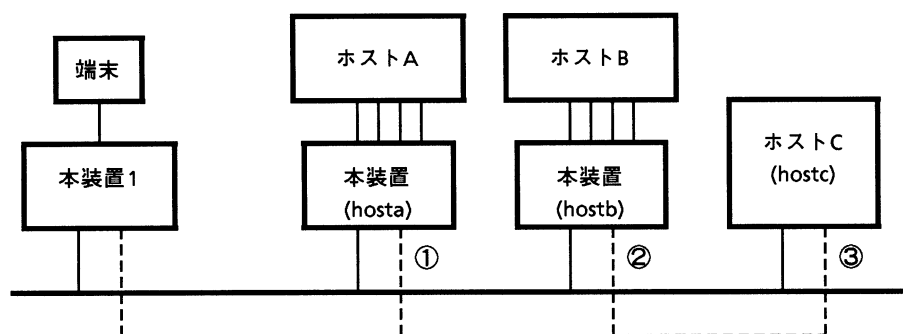 端末
ホストA
ホストB
本装置1
本装置
(hosta)
本装置
(hostb)
ホストC
(hostc)
①
②
③